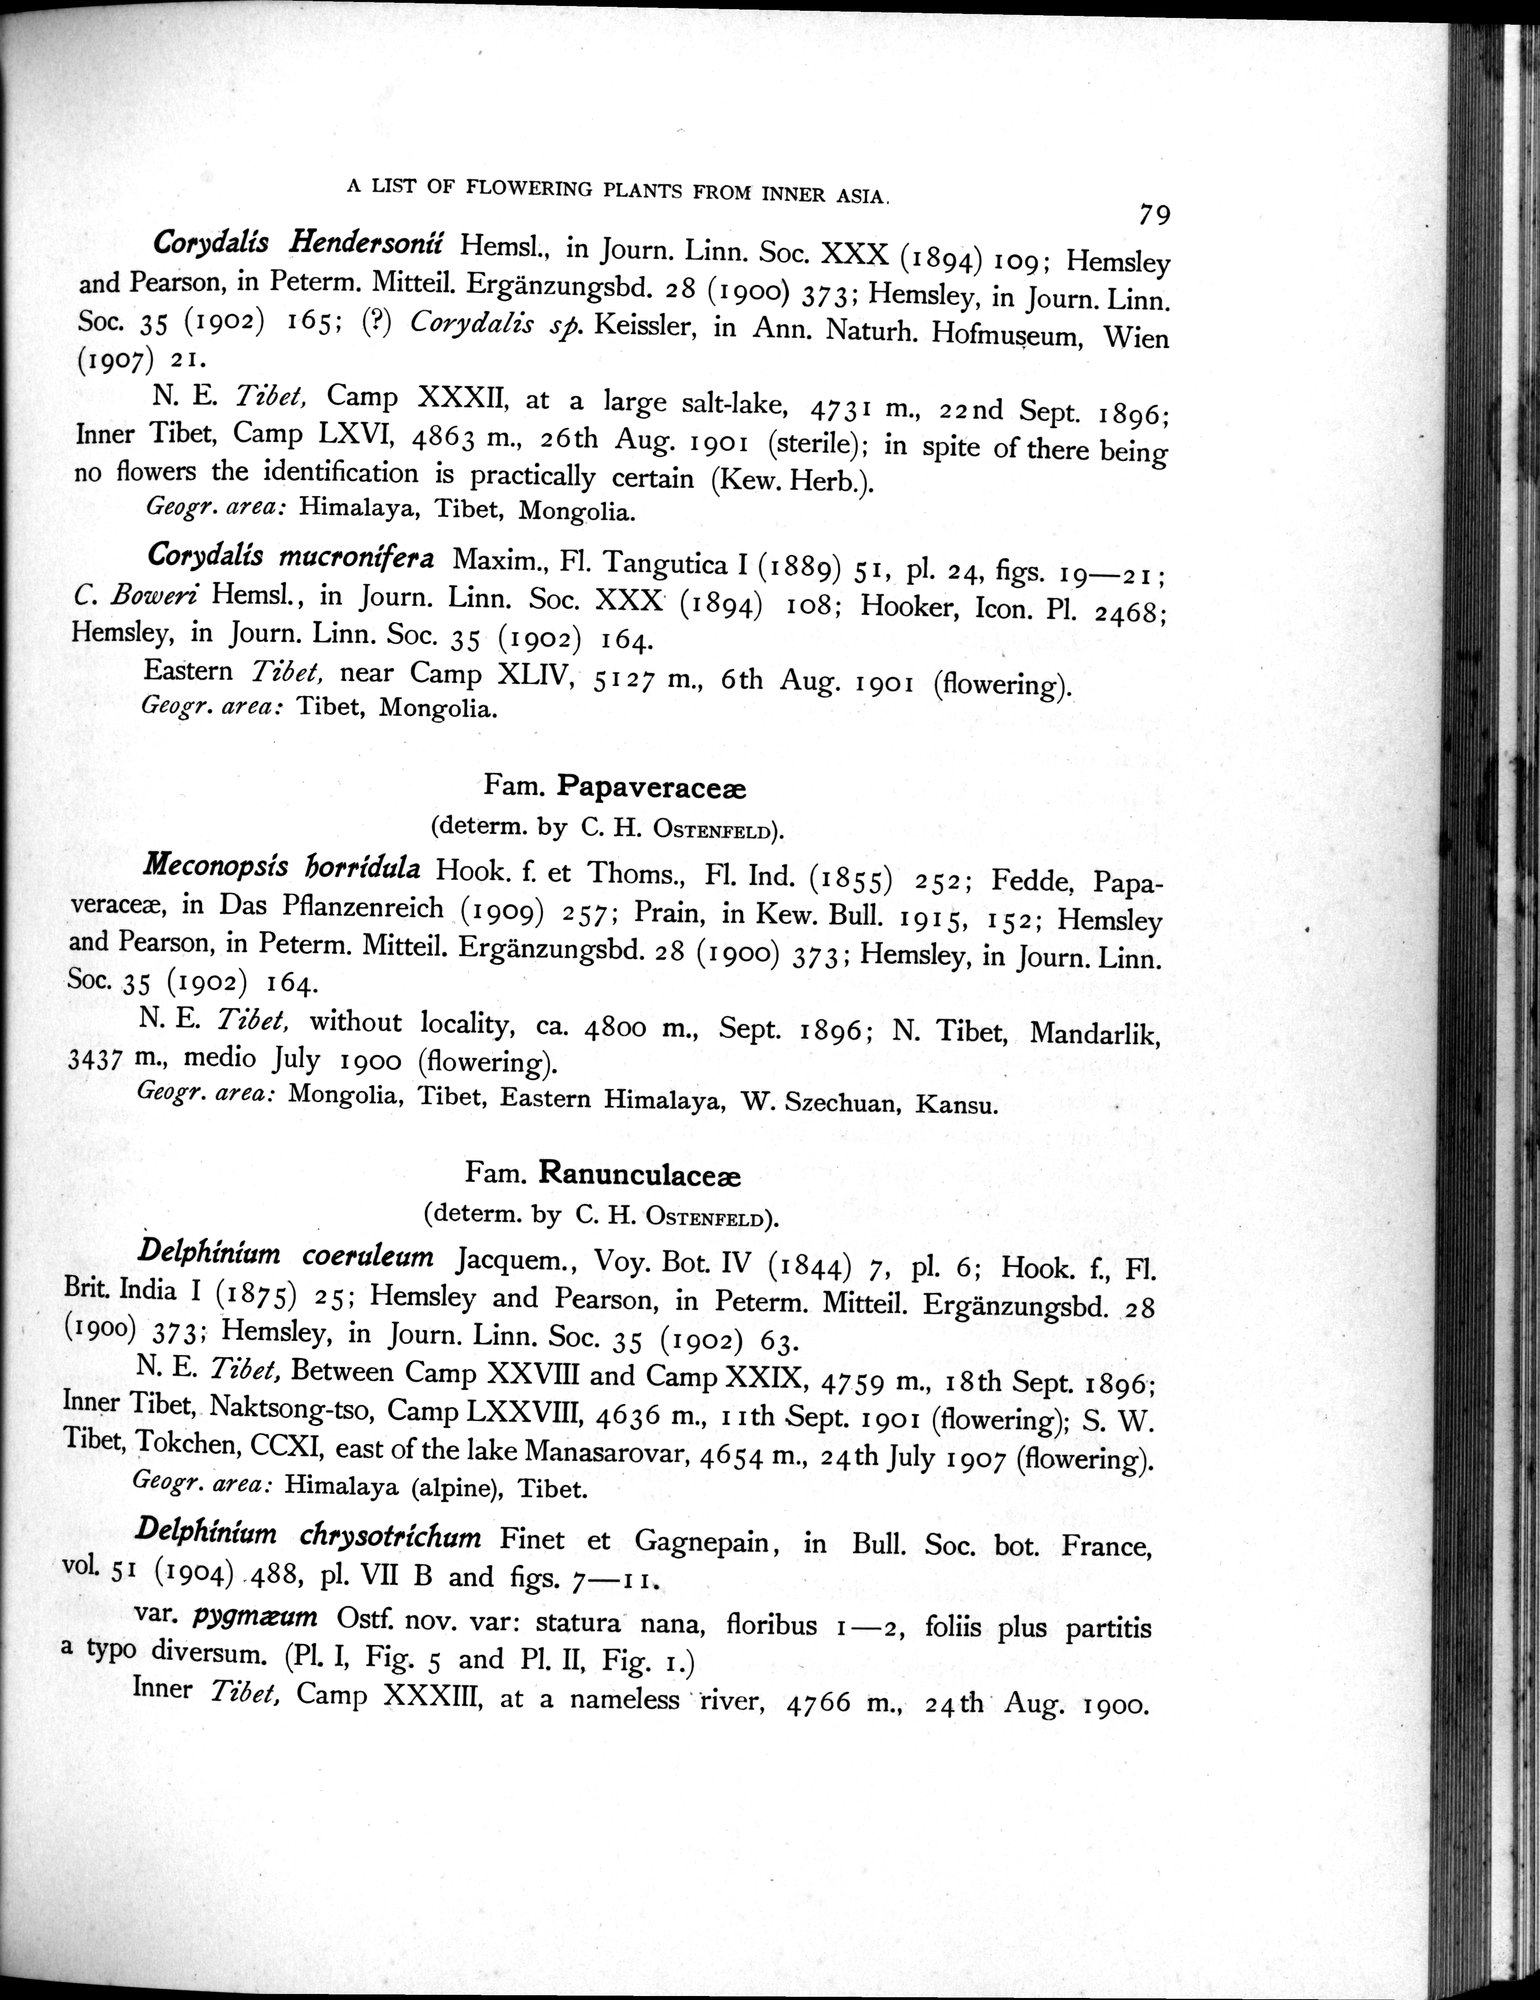 A LIST OF FLOWERING PLANTS FROM INNER ASIA.
79
Corydalis Hendersonii Hemsl., in Journ. Linn. Soc. XXX (1894) 109; Hemsley
and Pearson, in Peterm. Mitteil. Ergänzungsbd. 28 (1900) 373; Hemsley, in Journ. Linn.
Soc. 35 (1902) 165; (?) Corydalis sp. Keissler, in Ann. Naturh. Hofmuseum, Wien
(1907) 21.
N. E. Tibet, Camp XXXII, at a large salt-lake, 4731 m., 22nd Sept. 1896;
Inner Tibet, Camp LXVI, 4863 m., 26th Aug. 1901 (sterile); in spite of there being
no flowers the identification is practically certain (Kew. Herb.).
Geogr. area: Himalaya, Tibet, Mongolia.
Corydalis mucronifera Maxim., Fl. Tangutica I (1889) 51, pl. 24, figs. 19—21;
C. Boweri Hemsl., in Journ. Linn. Soc. XXX (1894) 108; Hooker, Icon. Pl. 2468;
Hemsley, in Journ. Linn. Soc. 35 (1902) 164.
Eastern Tibet, near Camp XLIV, 5127 m., 6th Aug. 1901 (flowering).
Geogr. area: Tibet, Mongolia.
Fam. Papaveraceæ
(determ. by C. H. OSTENFELD).
Meconopsis horridula Hook. f. et Thoms., Fl. Ind. (1855) 252; Fedde, Papa-
veraceæ, in Das Pflanzenreich (1909) 257; Prain, in Kew. Bull. 1915, 152; Hemsley
and Pearson, in Peterm. Mitteil. Ergänzungsbd. 28 (1900) 373; Hemsley, in Journ. Linn.
Soc. 35 (1902) 164.
N. E. Tibet, without locality, ca. 4800 m., Sept. 1896; N. Tibet, Mandarlik,
3437 m., medio July 1900 (flowering).
Geogr. area: Mongolia, Tibet, Eastern Himalaya, W. Szechuan, Kansu.
Fam. Ranunculaceæ
(determ. by C. H. OSTENFELD).
Delphinium coeruleum Jacquem., Voy. Bot. IV (1844) 7, pl. 6; Hook. f., Fl.
Brit. India I (1875) 25; Hemsley and Pearson, in Peterm. Mitteil. Ergänzungsbd. 28
(1900) 373; Hemsley, in Journ. Linn. Soc. 35 (1902) 63.
N. E. Tibet, Between Camp XXVIII and Camp XXIX, 4759 m., 18th Sept. 1896;
Inner Tibet, Naktsong-tso, Camp LXXVIII, 4636 m., 11th Sept. 1901 (flowering); S. W.
Tibet, Tokchen, CCXI, east of the lake Manasarovar, 4654 m., 24th July 1907 (flowering).
Geogr. area: Himalaya (alpine), Tibet.
Delphinium chrysotrichum Finet et Gagnepain, in Bull. Soc. bot. France,
vol. 51 (1904) 488, pl. VII B and figs. 7—11.
var. pygmæum Ostf. nov. var: statura nana, floribus 1—2, foliis plus partitis
a typo diversum. (Pl. I, Fig. 5 and Pl. II, Fig. 1.)
Inner Tibet, Camp XXXIII, at a nameless river, 4766 m., 24th Aug. 1900.